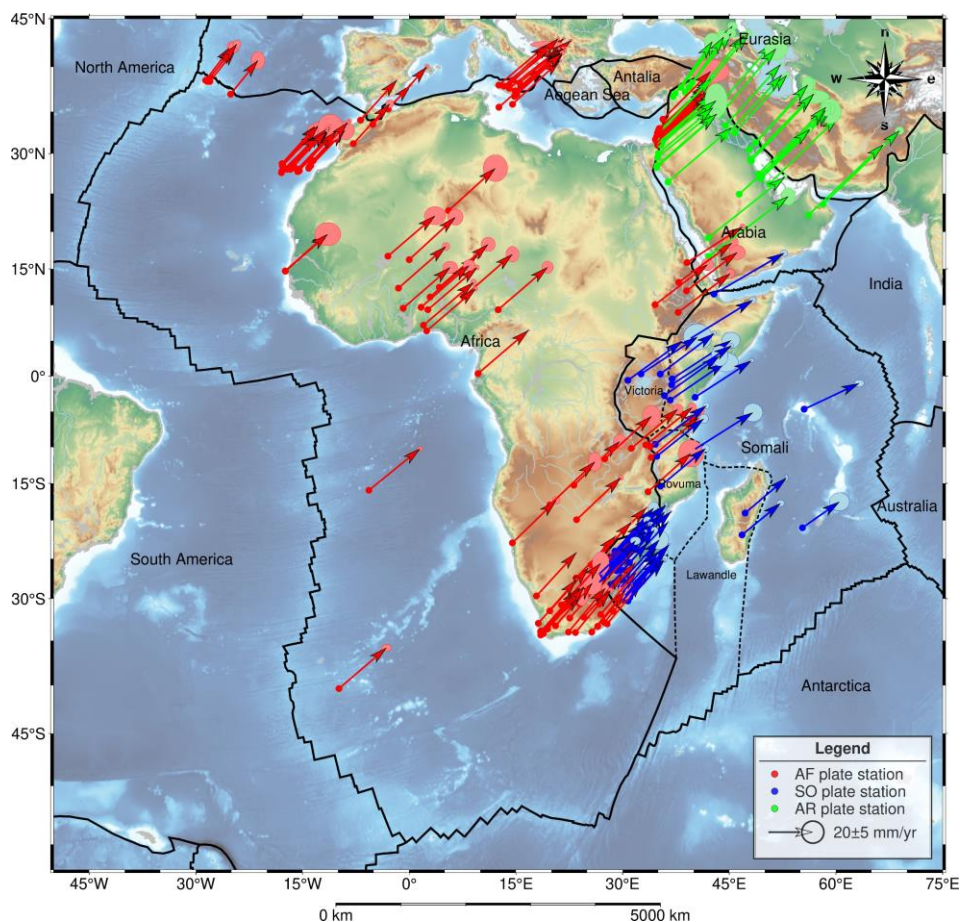 45°N
30°N
15°N
0°
15°S
30°S
45°S
45°W
30°W
15°W
0°
15°E
30°E
45°E
60°E
75°E
North America
Eurasia
Antalia
Aegean Sea
n
w
e
s
Arabia
India
Africa
Victoria
Somali
Rovuma
Australia
South America
Lawandle
Antarctica
Legend
AF plate station
SO plate station
AR plate station
20±5 mm/yr
0 km
5000 km